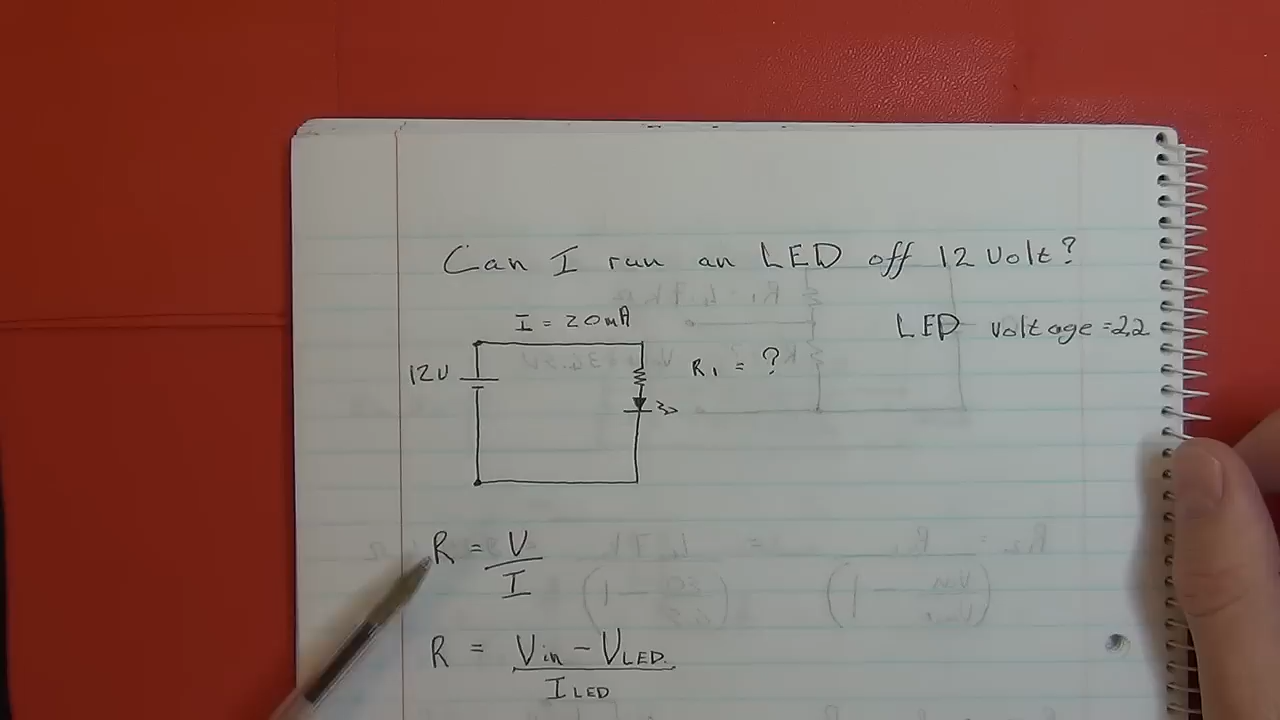 Can I run an LED off 12 Volt?
I = 20mA
LED voltage = 2.2
12V
R1 = ?
R = V / I
R = Vin - VLED / ILED